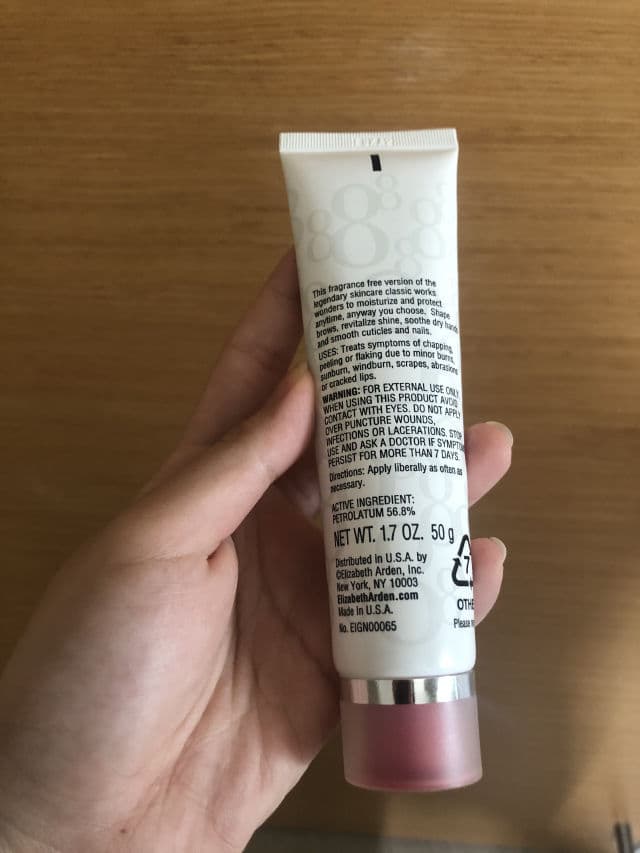 This fragrance free version of the
legendary skincare classic works
wonders to moisturize and protect
anytime, anyway you choose. Shape
brows, revitalize shine, soothe dry hands
and smooth cuticles and nails.
USES: Treats symptoms of chapping,
peeling or flaking due to minor burns,
sunburn, windburn, scrapes, abrasions
or cracked lips.
WARNING: FOR EXTERNAL USE ONLY.
WHEN USING THIS PRODUCT AVOID
CONTACT WITH EYES. DO NOT APPLY
OVER PUNCTURE WOUNDS,
INFECTIONS OR LACERATIONS. STOP
USE AND ASK A DOCTOR IF SYMPTOMS
PERSIST FOR MORE THAN 7 DAYS.
Directions: Apply liberally as often as
necessary.
ACTIVE INGREDIENT:
PETROLATUM 56.8%
NET WT. 1.7 OZ. 50 g
Distributed in U.S.A. by
©Elizabeth Arden, Inc.
New York, NY 10003
ElizabethArden.com
Made in U.S.A.
No. EIGN00065
7
OTHE
Please